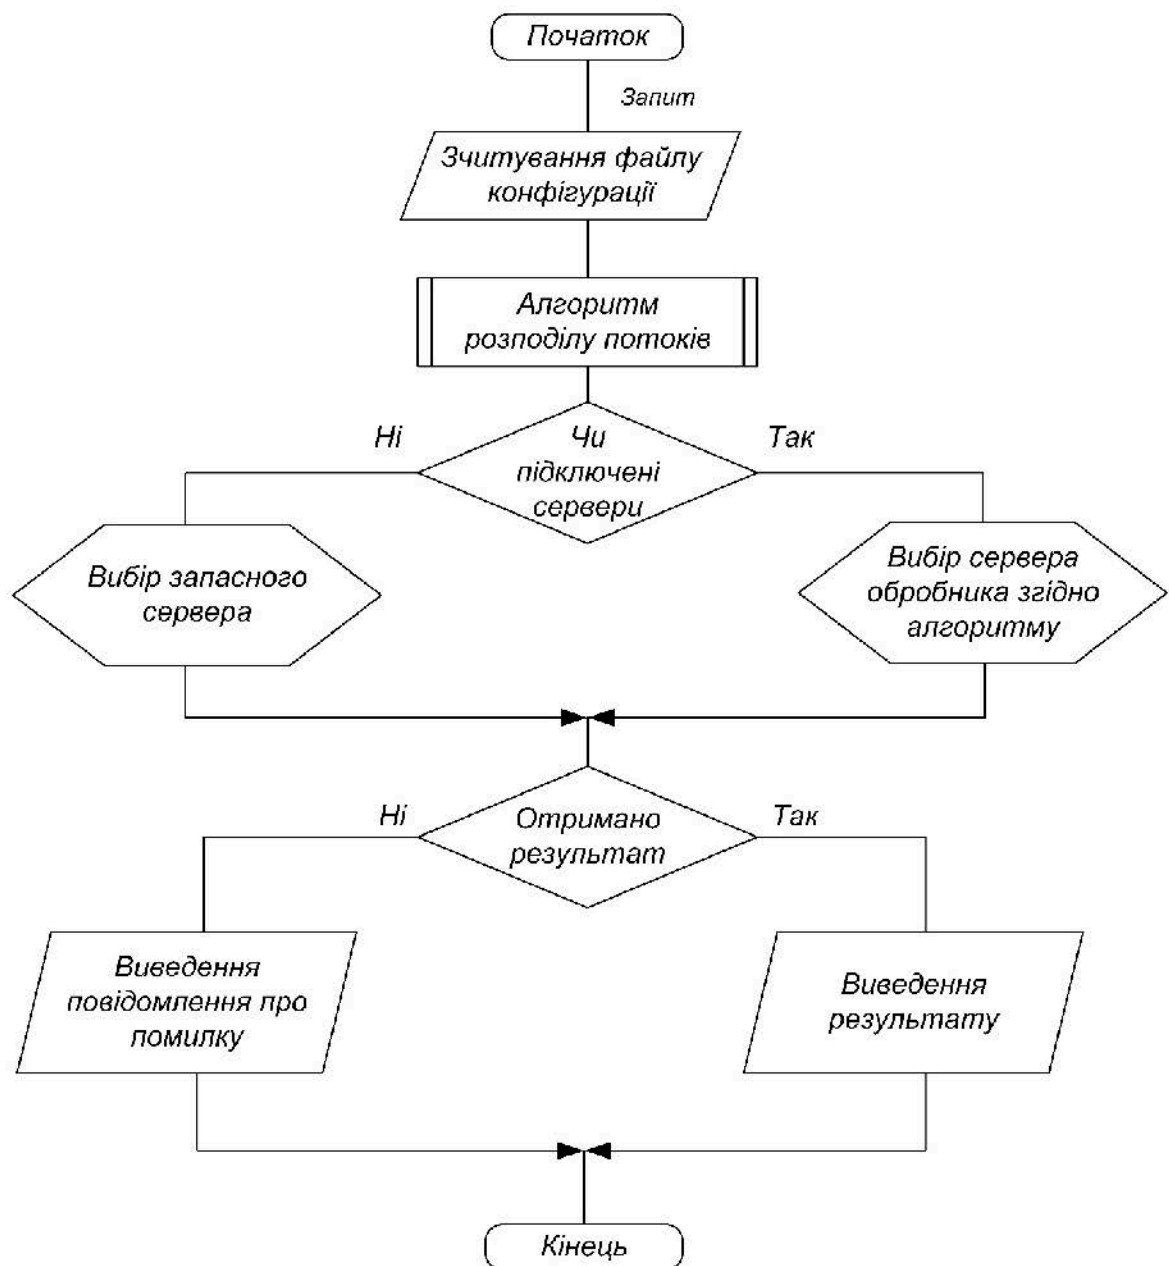 Початок
Запит
Зчитування файлу
конфігурації
Алгоритм
розподілу потоків
Ні
Чи
підключені
сервери
Так
Вибір запасного
сервера
Вибір сервера
обробника згідно
алгоритму
Ні
Отримано
результат
Так
Виведення
повідомлення про
помилку
Виведення
результату
Кінець